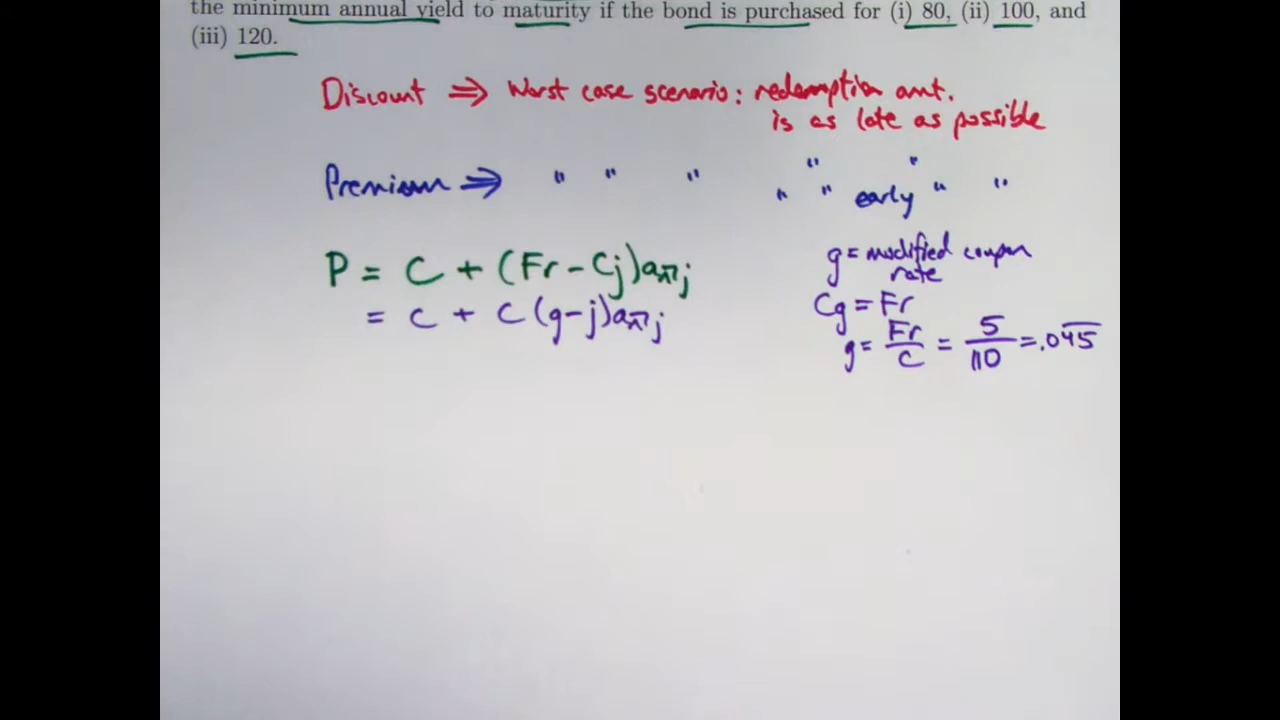 the minimum annual yield to maturity if the bond is purchased for (i) 80, (ii) 100, and
(iii) 120.
Discount ⇒ Worst case scenario: redemption amt.
is as late as possible
Premium ⇒ " " " " "
" " early " "
P = C + (Fr - Cj)a_n̅|j
= C + C(g-j)a_n̅|j
g = modified coupon
rate
Cg = Fr
g = Fr/C = 5/110 = .04̅5̅